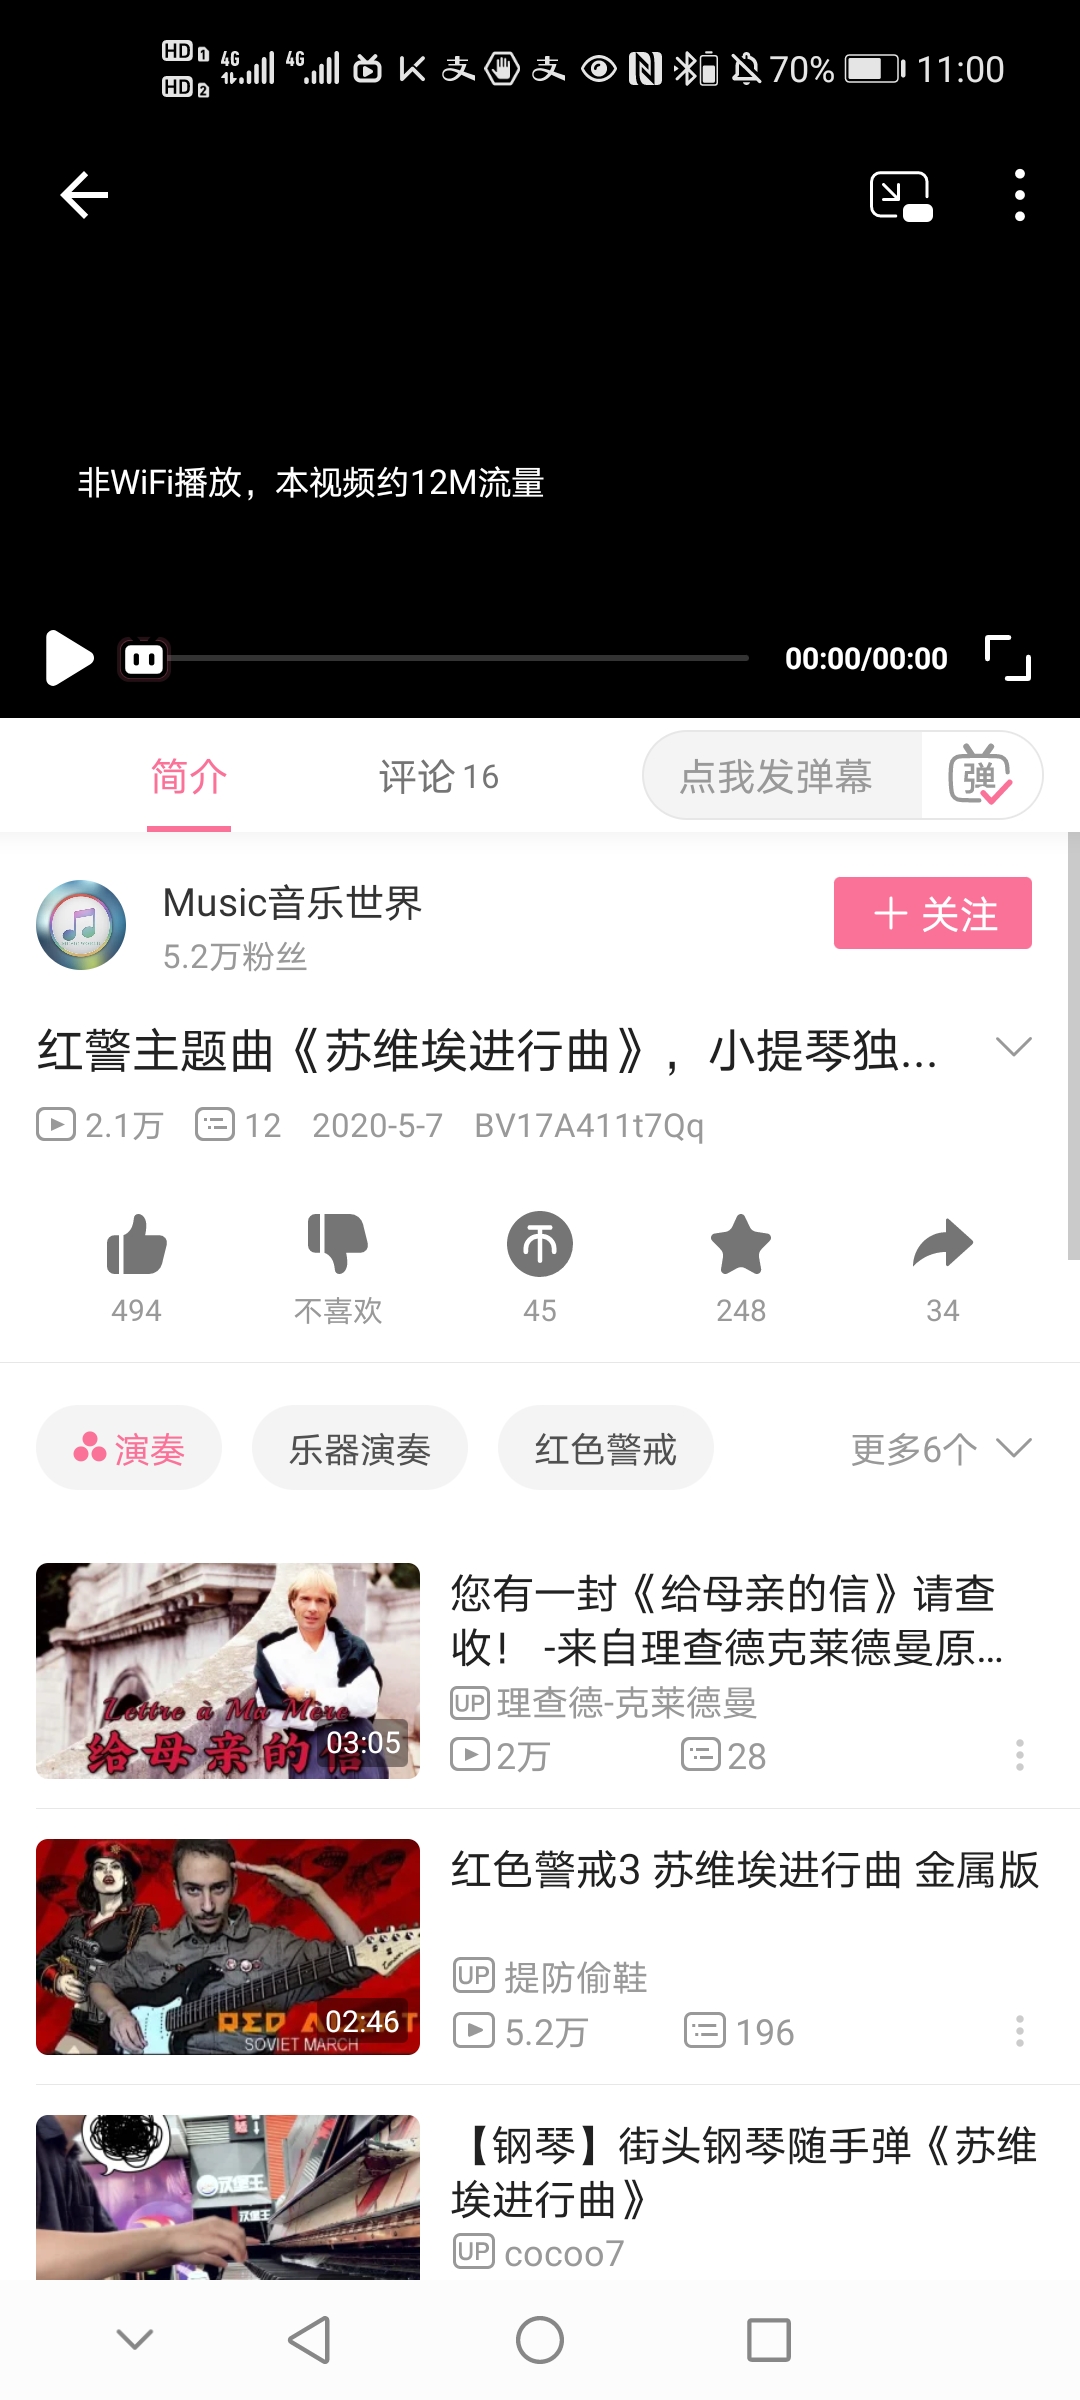 HD 1 4G 4G 70% 11:00
HD 2
非WiFi播放，本视频约12M流量
00:00/00:00
简介 评论 16 点我发弹幕 弹
Music音乐世界
5.2万粉丝
关注
红警主题曲《苏维埃进行曲》，小提琴独...
2.1万 12 2020-5-7 BV17A411t7Qq
494 不喜欢 45 248 34
演奏 乐器演奏 红色警戒 更多6个
您有一封《给母亲的信》请查
收！ -来自理查德克莱德曼原...
UP 理查德-克莱德曼
2万 28
Lettre à Ma Mère
给母亲的信
03:05
红色警戒3 苏维埃进行曲 金属版
UP 提防偷鞋
5.2万 196
RED A
02:46
SOVIET MARCH
【钢琴】街头钢琴随手弹《苏维
埃进行曲》
UP cocoo7
汉堡王
汉堡王